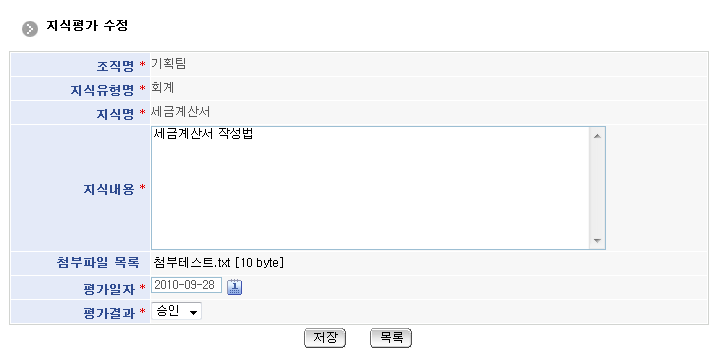 지식평가 수정
조직명 * 기획팀
지식유형명 * 회계
지식명 * 세금계산서
지식내용 * 세금계산서 작성법
첨부파일 목록 첨부테스트.txt [10 byte]
평가일자 * 2010-09-28 1
평가결과 * 승인
저장 목록